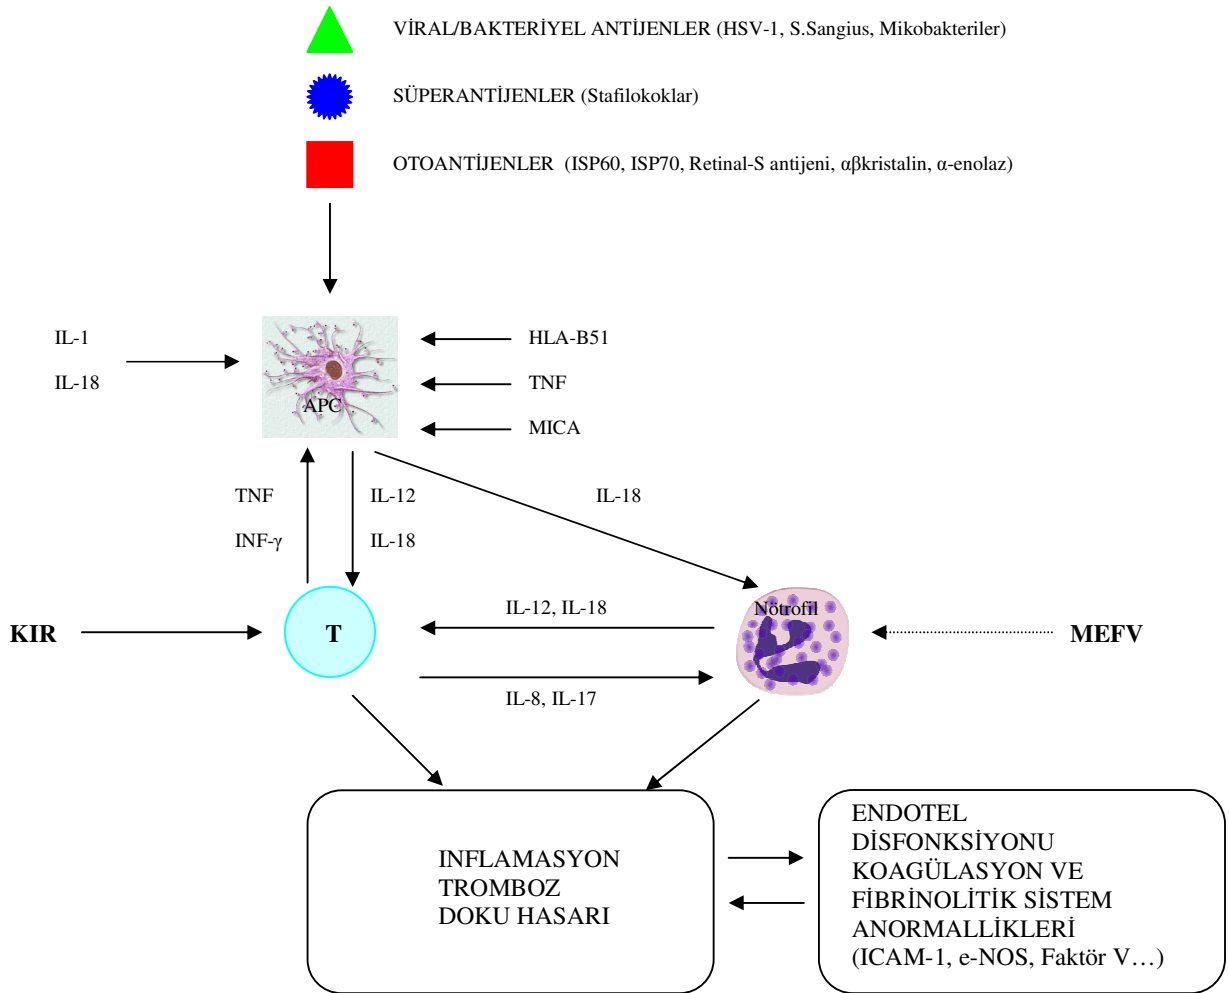 VİRAL/BAKTERİYEL ANTİJENLER (HSV-1, S.Sangius, Mikobakteriler)
SÜPERANTİJENLER (Stafilokoklar)
OTOANTİJENLER (ISP60, ISP70, Retinal-S antijeni, αβkristalin, α-enolaz)
IL-1
IL-18
HLA-B51
TNF
MICA
APC
TNF
INF-γ
IL-12
IL-18
IL-18
KIR
T
IL-12, IL-18
IL-8, IL-17
Nötrofil
MEFV
INFLAMASYON
TROMBOZ
DOKU HASARI
ENDOTEL
DİSFONKSİYONU
KOAGÜLASYON VE
FİBRİNOLİTİK SİSTEM
ANORMALLİKLERİ
(ICAM-1, e-NOS, Faktör V…)